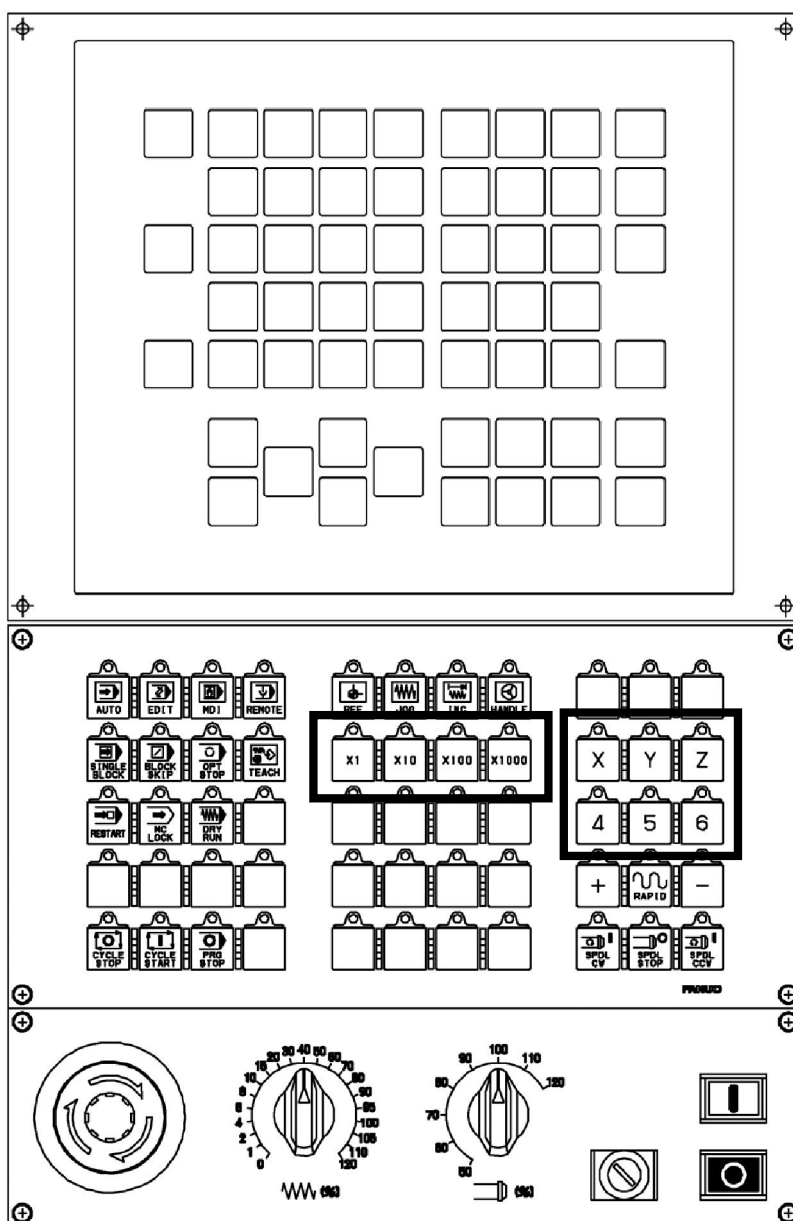 AUTO EDIT MDI REMOTE REF JOG INC HANDLE
SINGLE BLOCK OPT TEACH
BLOCK SKIP STOP
X1 X10 X100 X1000
X Y Z
RESTART NC DRY
LOCK RUN
4 5 6
+ RAPID -
CYCLE CYCLE PRG
STOP START STOP
SPDL SPDL SPDL
CW STOP CCW
FANUC
0 1 2 4 6 8 10 15 20 30 40 50 60 70 80 90 95 100 105 110 120
(%)
50 60 70 80 90 100 110 120
(%)